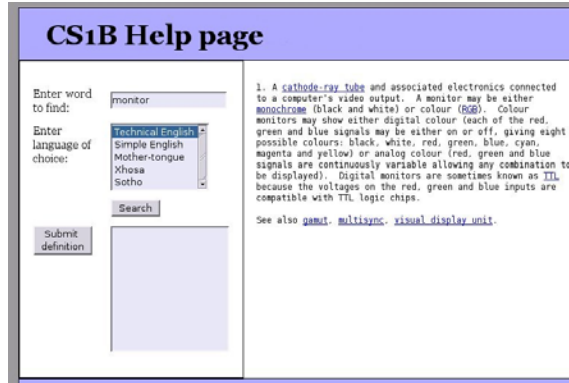 CS1B Help page
Enter word
to find:
monitor
Enter
language of
choice:
Technical English
Simple English
Mother-tongue
Xhosa
Sotho
Search
Submit
definition
1. A cathode-ray tube and associated electronics connected
to a computer's video output.  A monitor may be either
monochrome (black and white) or colour (RGB).  Colour
monitors may show either digital colour (each of the red,
green and blue signals may be either on or off, giving eight
possible colours: black, white, red, green, blue, cyan,
magenta and yellow) or analog colour (red, green and blue
signals are continuously variable allowing any combination to
be displayed).  Digital monitors are sometimes known as TTL
because the voltages on the red, green and blue inputs are
compatible with TTL logic chips.
See also gamut, multisync, visual display unit.